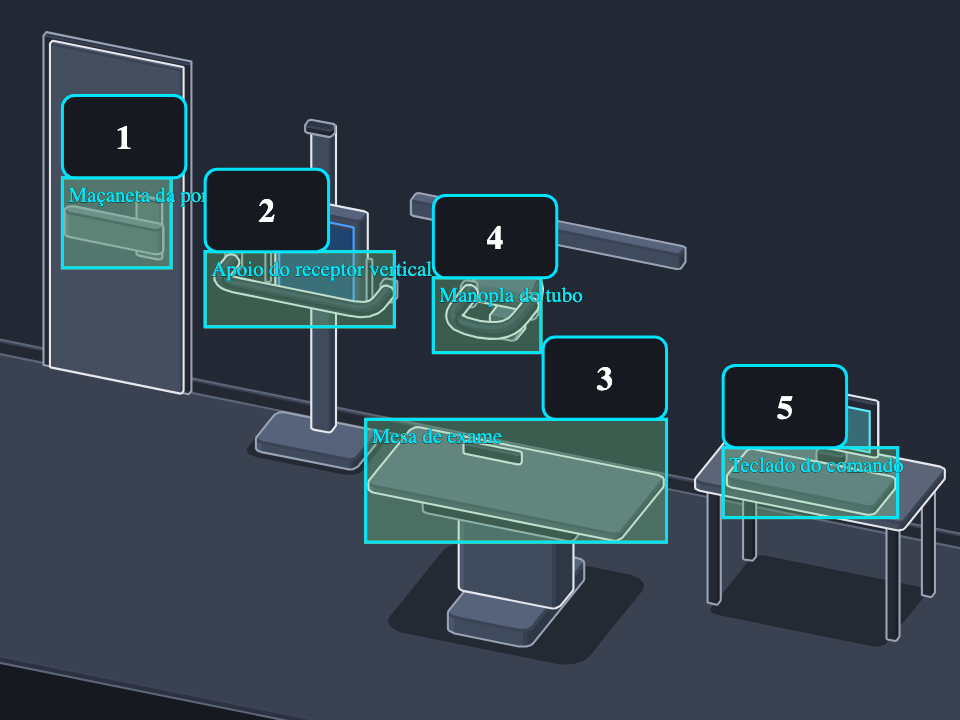 1
Maçaneta da por
2
Apoio do receptor vertical
4
Manopla do tubo
3
Mesa de exame
5
Teclado do comando